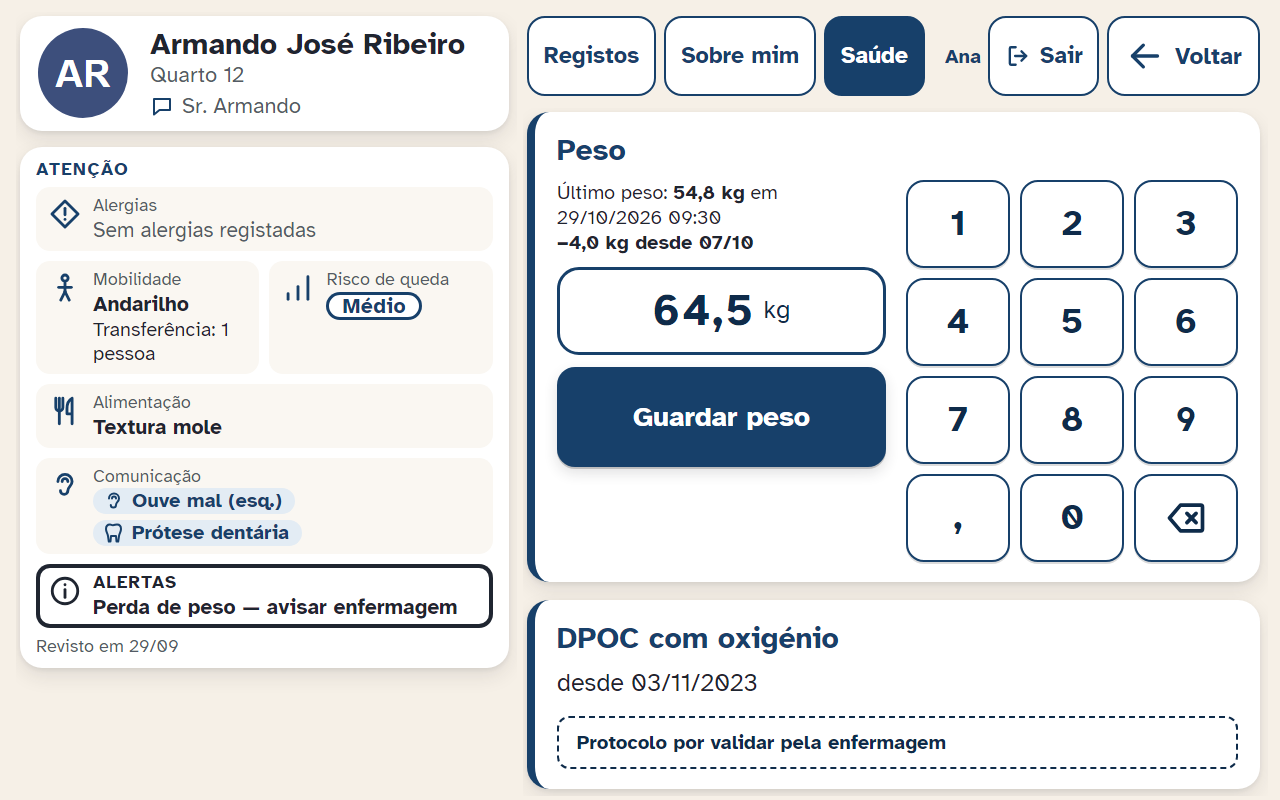 AR
Armando José Ribeiro
Quarto 12
Sr. Armando
ATENÇÃO
Alergias
Sem alergias registadas
Mobilidade
Andarilho
Transferência: 1
pessoa
Risco de queda
Médio
Alimentação
Textura mole
Comunicação
Ouve mal (esq.)
Prótese dentária
ALERTAS
Perda de peso — avisar enfermagem
Revisto em 29/09
Registos
Sobre mim
Saúde
Ana
Sair
Voltar
Peso
Último peso: 54,8 kg em
29/10/2026 09:30
−4,0 kg desde 07/10
64,5 kg
Guardar peso
1 2 3
4 5 6
7 8 9
, 0
DPOC com oxigénio
desde 03/11/2023
Protocolo por validar pela enfermagem